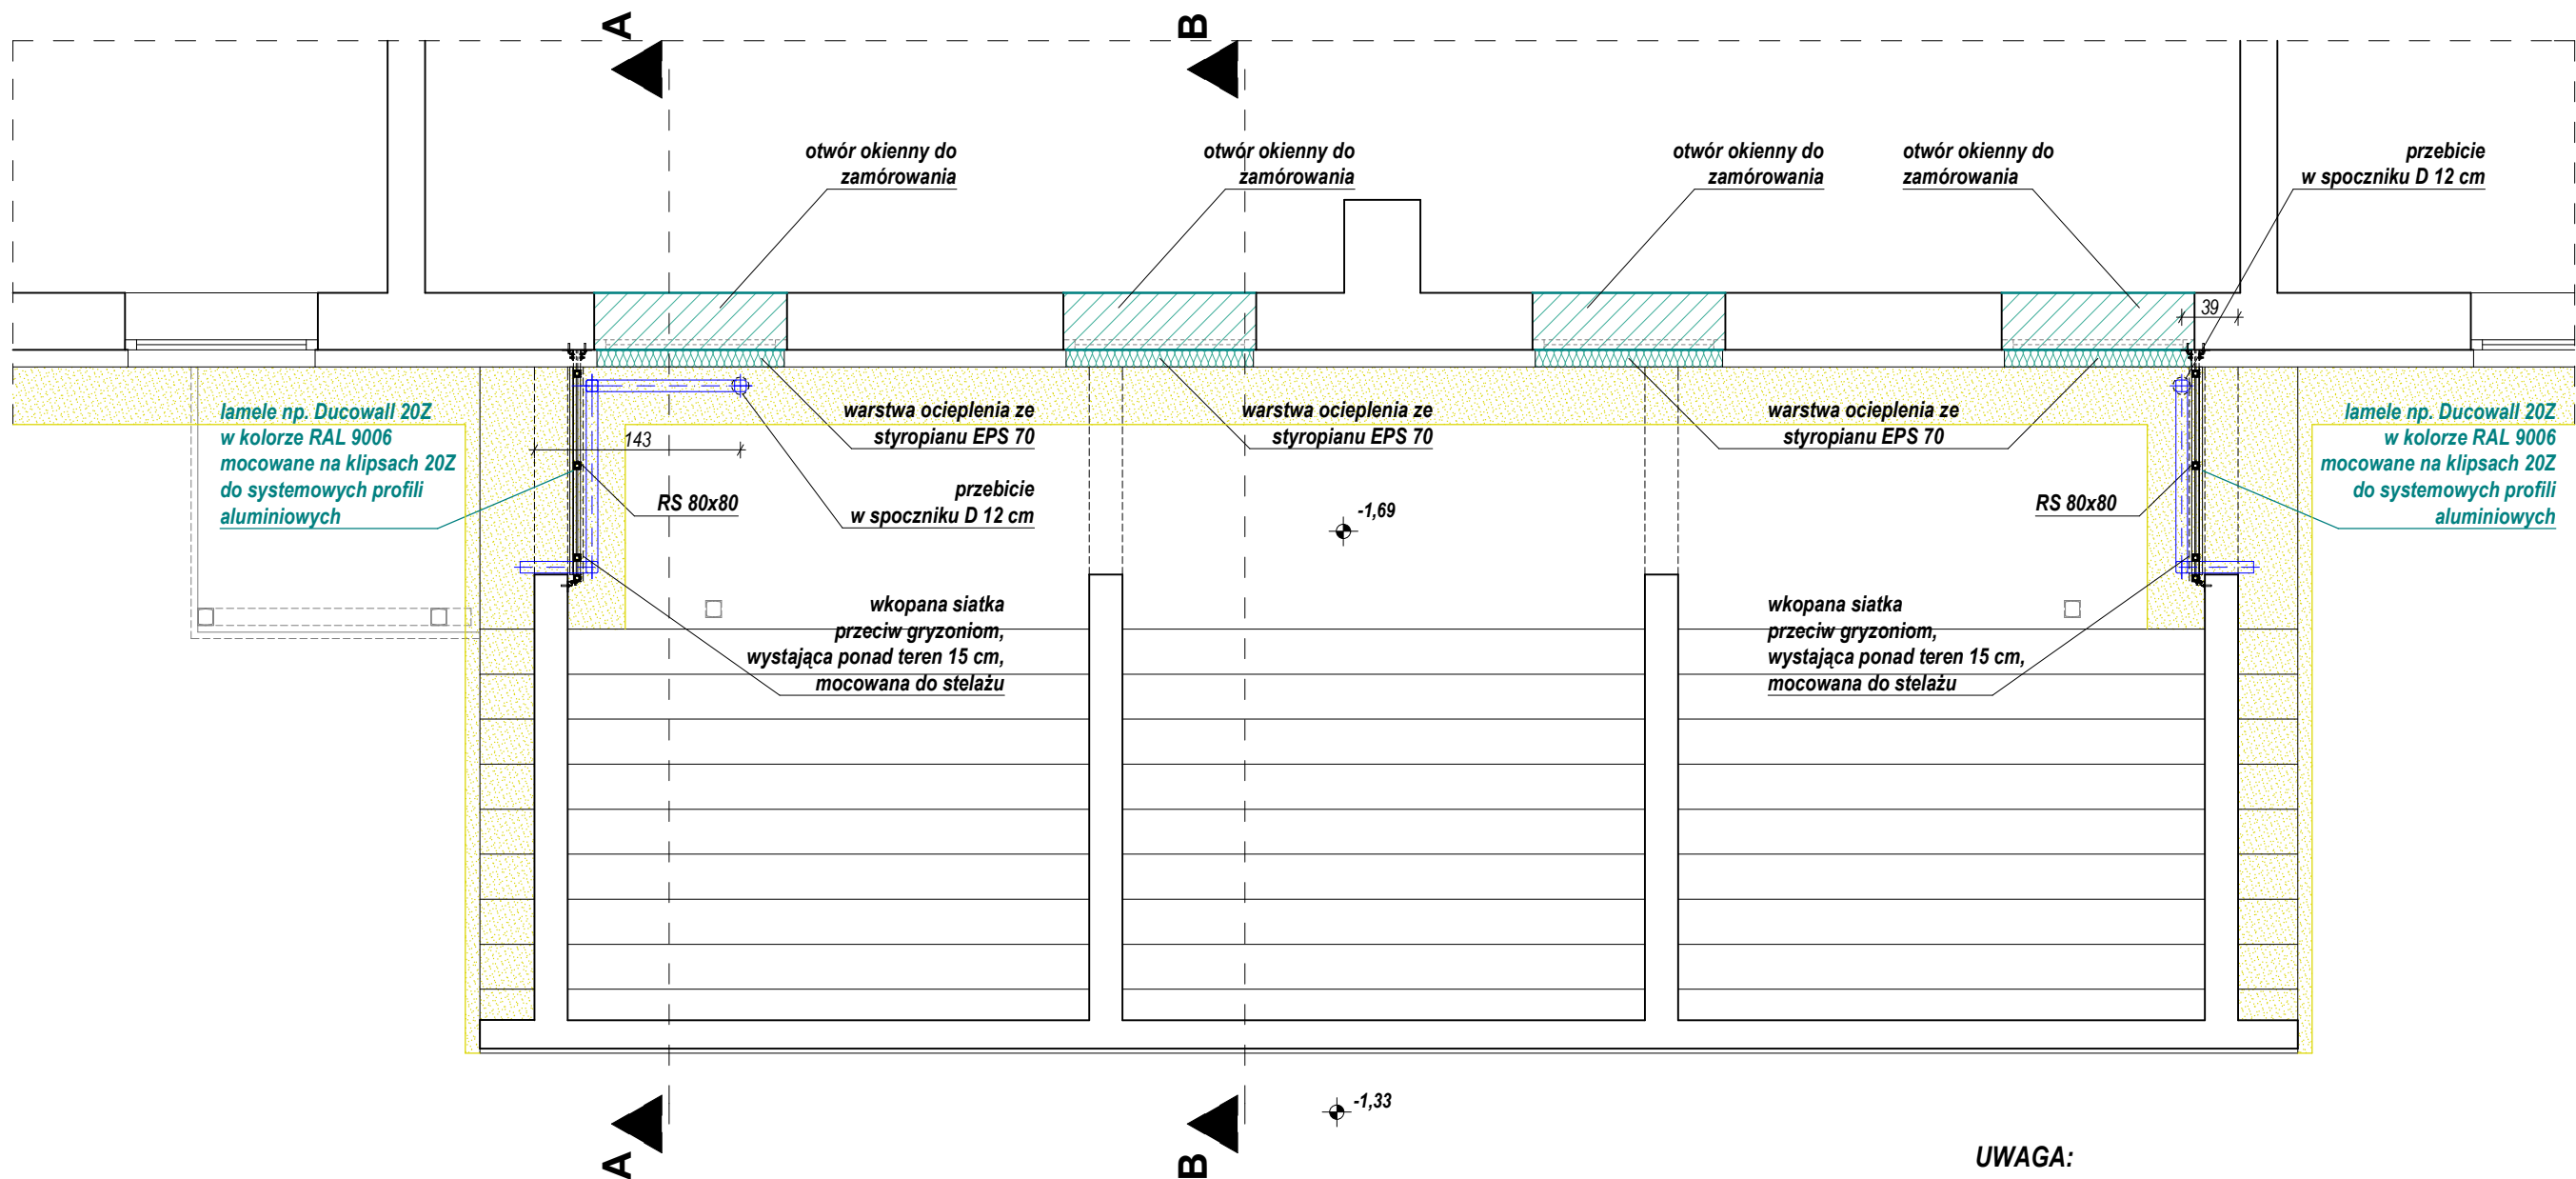 A
B
otwór okienny do
zamórowania
otwór okienny do
zamórowania
otwór okienny do
zamórowania
otwór okienny do
zamórowania
przebicie
w spoczniku D 12 cm
39
lamele np. Ducowall 20Z
w kolorze RAL 9006
mocowane na klipsach 20Z
do systemowych profili
aluminiowych
143
RS 80x80
warstwa ocieplenia ze
styropianu EPS 70
przebicie
w spoczniku D 12 cm
warstwa ocieplenia ze
styropianu EPS 70
-1,69
warstwa ocieplenia ze
styropianu EPS 70
RS 80x80
lamele np. Ducowall 20Z
w kolorze RAL 9006
mocowane na klipsach 20Z
do systemowych profili
aluminiowych
wkopana siatka
przeciw gryzoniom,
wystająca ponad teren 15 cm,
mocowana do stelażu
wkopana siatka
przeciw gryzoniom,
wystająca ponad teren 15 cm,
mocowana do stelażu
-1,33
A
B
UWAGA: